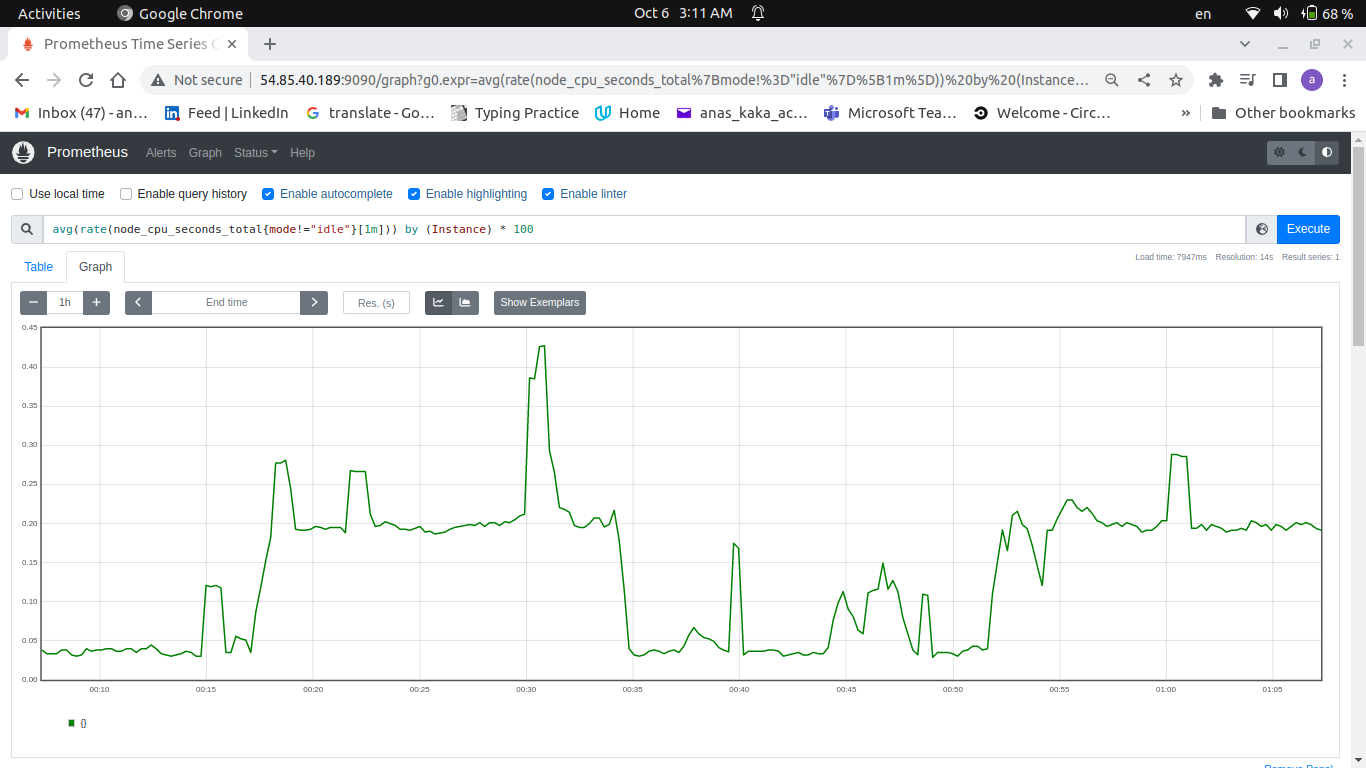 Activities Google Chrome Oct 6 3:11 AM en 68 %
Prometheus Time Series C
Not secure 54.85.40.189:9090/graph?g0.expr=avg(rate(node_cpu_seconds_total%7Bmode!%3D"idle"%7D%5B1m%5D))%20by%20(Instance... a
Inbox (47) - an... Feed | LinkedIn translate - Go... Typing Practice Home anas_kaka_ac... Microsoft Tea... Welcome - Circ... » Other bookmarks
Prometheus Alerts Graph Status Help
Use local time Enable query history Enable autocomplete Enable highlighting Enable linter
avg(rate(node_cpu_seconds_total{mode!="idle"}[1m])) by (Instance) * 100 Execute
Load time: 7947ms Resolution: 14s Result series: 1
Table Graph
1h End time Res. (s) Show Exemplars
0.45
0.40
0.35
0.30
0.25
0.20
0.15
0.10
0.05
0.00
00:10 00:15 00:20 00:25 00:30 00:35 00:40 00:45 00:50 00:55 01:00 01:05
{}
Remove Panel